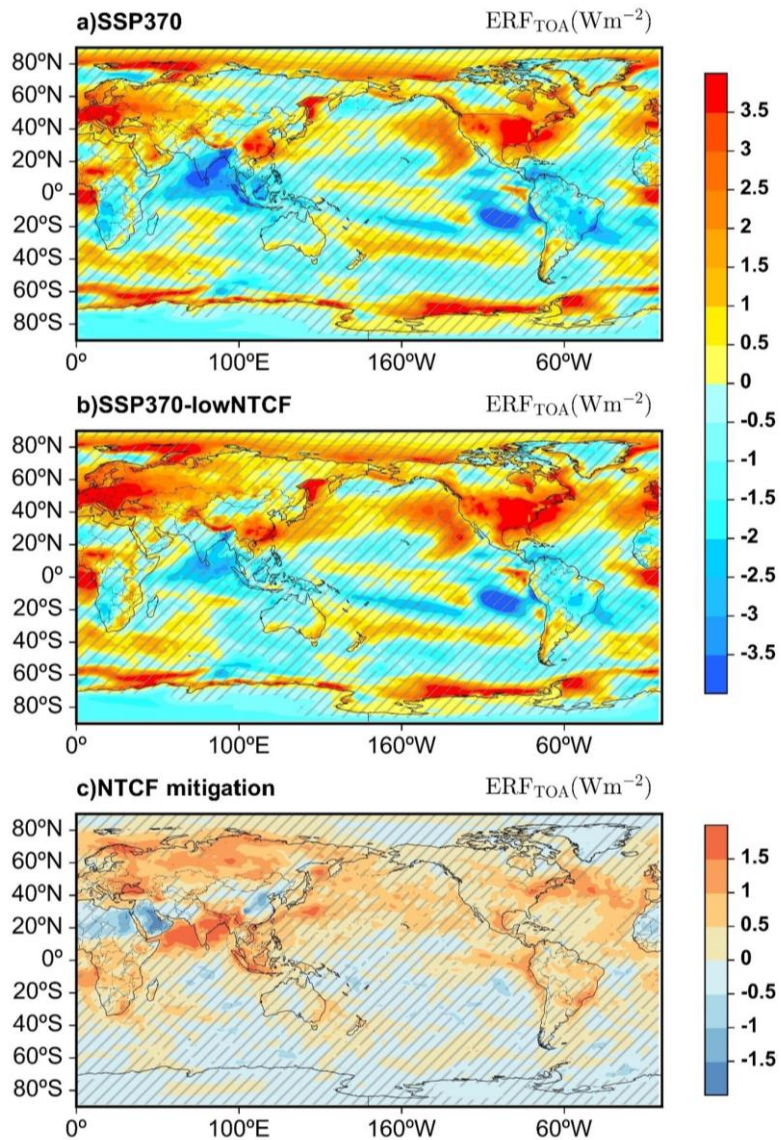 a)SSP370 ERF_TOA(Wm⁻²)
80ºN
60ºN
40ºN
20ºN
0º
20ºS
40ºS
60ºS
80ºS
0º 100ºE 160ºW 60ºW
b)SSP370-lowNTCF ERF_TOA(Wm⁻²)
80ºN
60ºN
40ºN
20ºN
0º
20ºS
40ºS
60ºS
80ºS
0º 100ºE 160ºW 60ºW
3.5
3
2.5
2
1.5
1
0.5
0
-0.5
-1
-1.5
-2
-2.5
-3
-3.5
c)NTCF mitigation ERF_TOA(Wm⁻²)
80ºN
60ºN
40ºN
20ºN
0º
20ºS
40ºS
60ºS
80ºS
0º 100ºE 160ºW 60ºW
1.5
1
0.5
0
-0.5
-1
-1.5